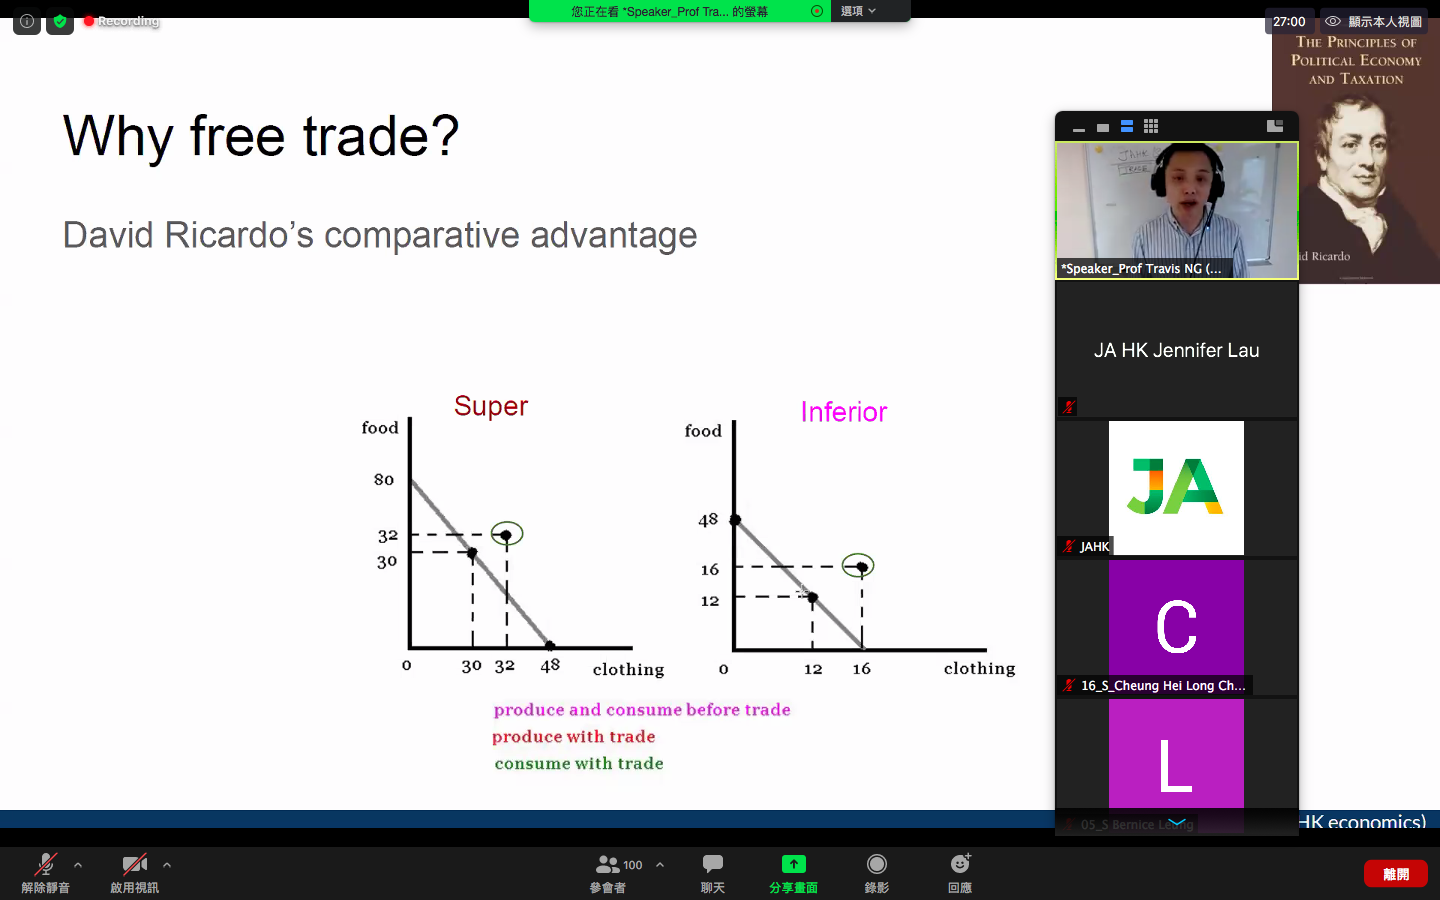 Recording
您正在看 *Speaker_Prof Tra... 的螢幕
選項
27:00
顯示本人視圖
THE PRINCIPLES OF
POLITICAL ECONOMY
AND TAXATION
id Ricardo
Why free trade?
David Ricardo's comparative advantage
JAHK
TRADE
*Speaker_Prof Travis NG (...
JA HK Jennifer Lau
JA
JAHK
C
16_S_Cheung Hei Long Ch...
L
05_S Bernice Leung
Super
food
80
32
30
0
30
32
48
clothing
Inferior
food
48
16
12
0
12
16
clothing
produce and consume before trade
produce with trade
consume with trade
HK economics)
解除靜音
啟用視訊
100
參會者
聊天
分享畫面
錄影
回應
離開